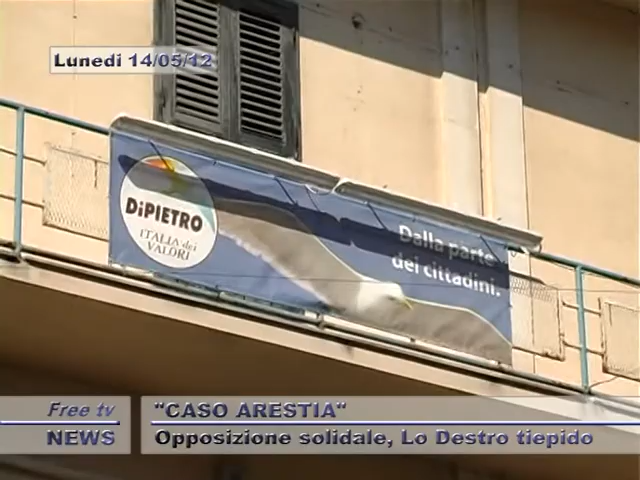 Lunedì 14/05/12
DiPIETRO
ITALIA dei
VALORI
Dalla parte
dei cittadini.
Free tv
NEWS
"CASO ARESTIA"
Opposizione solidale, Lo Destro tiepido